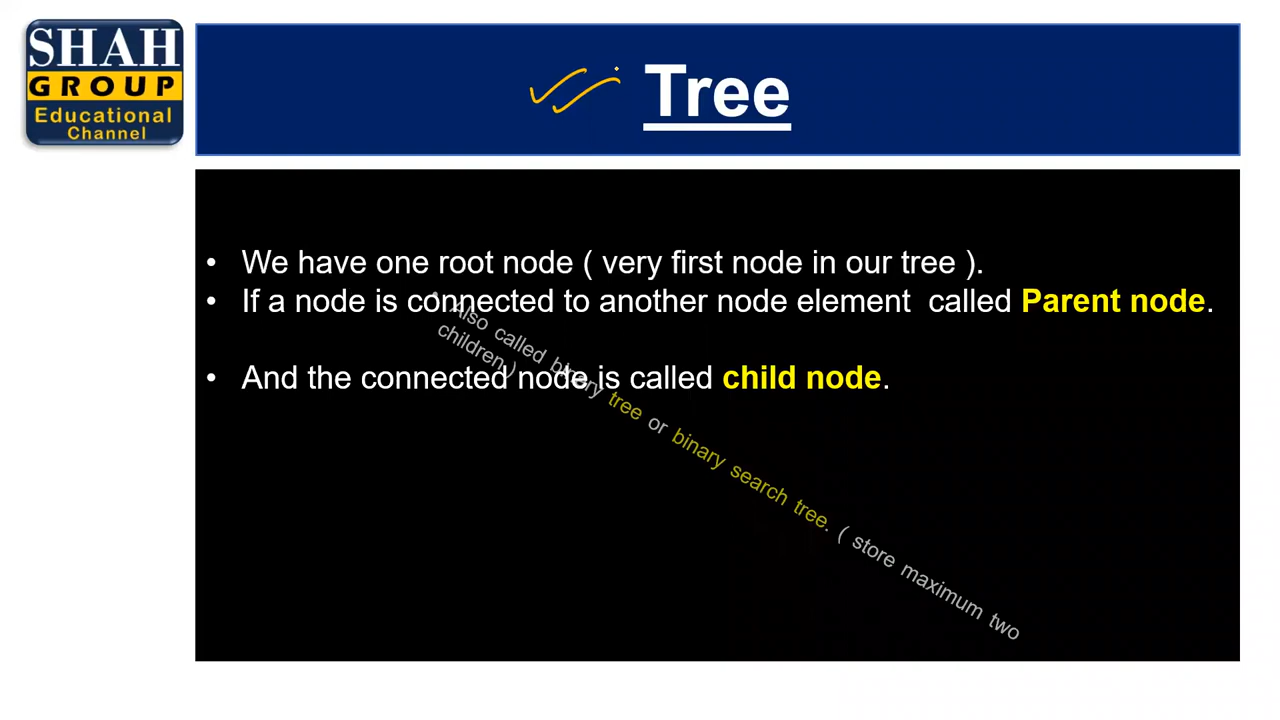 SHAH
GROUP
Educational
Channel
Tree
• We have one root node ( very first node in our tree ).
• If a node is connected to another node element called Parent node.
• And the connected node is called child node.
• Also called binary tree or binary search tree. ( store maximum two
children )